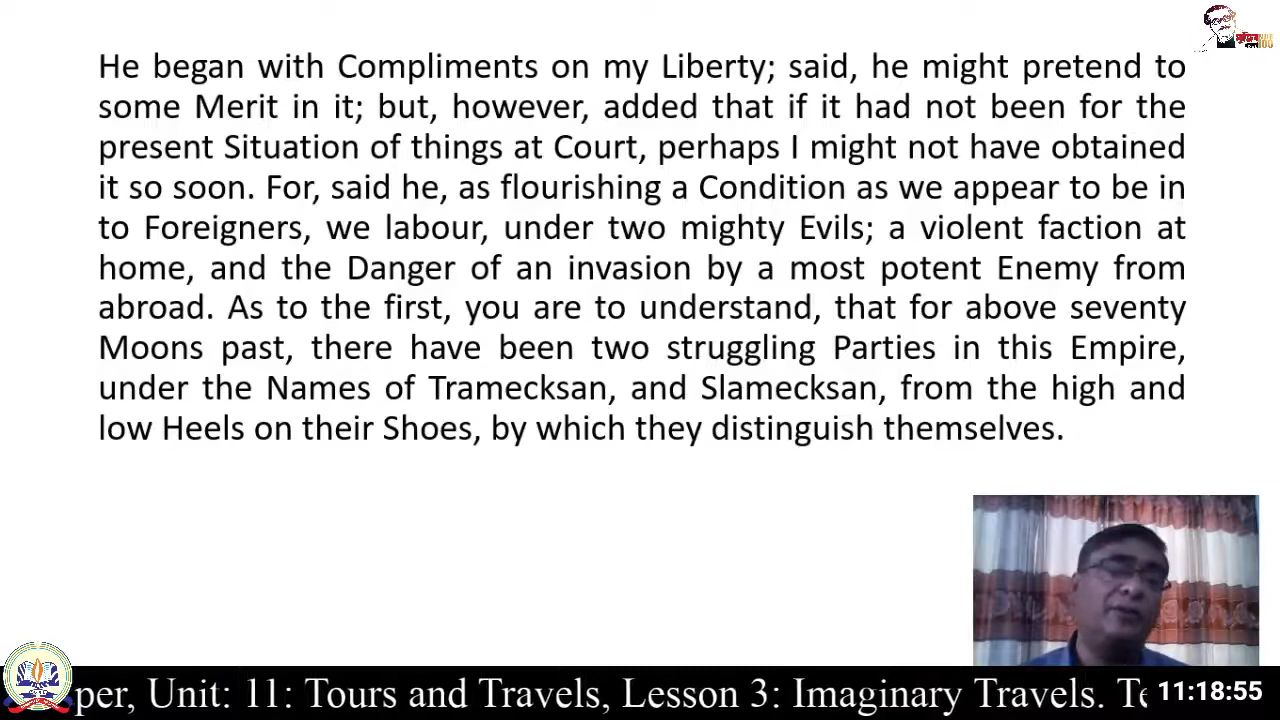 He began with Compliments on my Liberty; said, he might pretend to
some Merit in it; but, however, added that if it had not been for the
present Situation of things at Court, perhaps I might not have obtained
it so soon. For, said he, as flourishing a Condition as we appear to be in
to Foreigners, we labour, under two mighty Evils; a violent faction at
home, and the Danger of an invasion by a most potent Enemy from
abroad. As to the first, you are to understand, that for above seventy
Moons past, there have been two struggling Parties in this Empire,
under the Names of Tramecksan, and Slamecksan, from the high and
low Heels on their Shoes, by which they distinguish themselves.
per, Unit: 11: Tours and Travels, Lesson 3: Imaginary Travels. Te 11:18:55